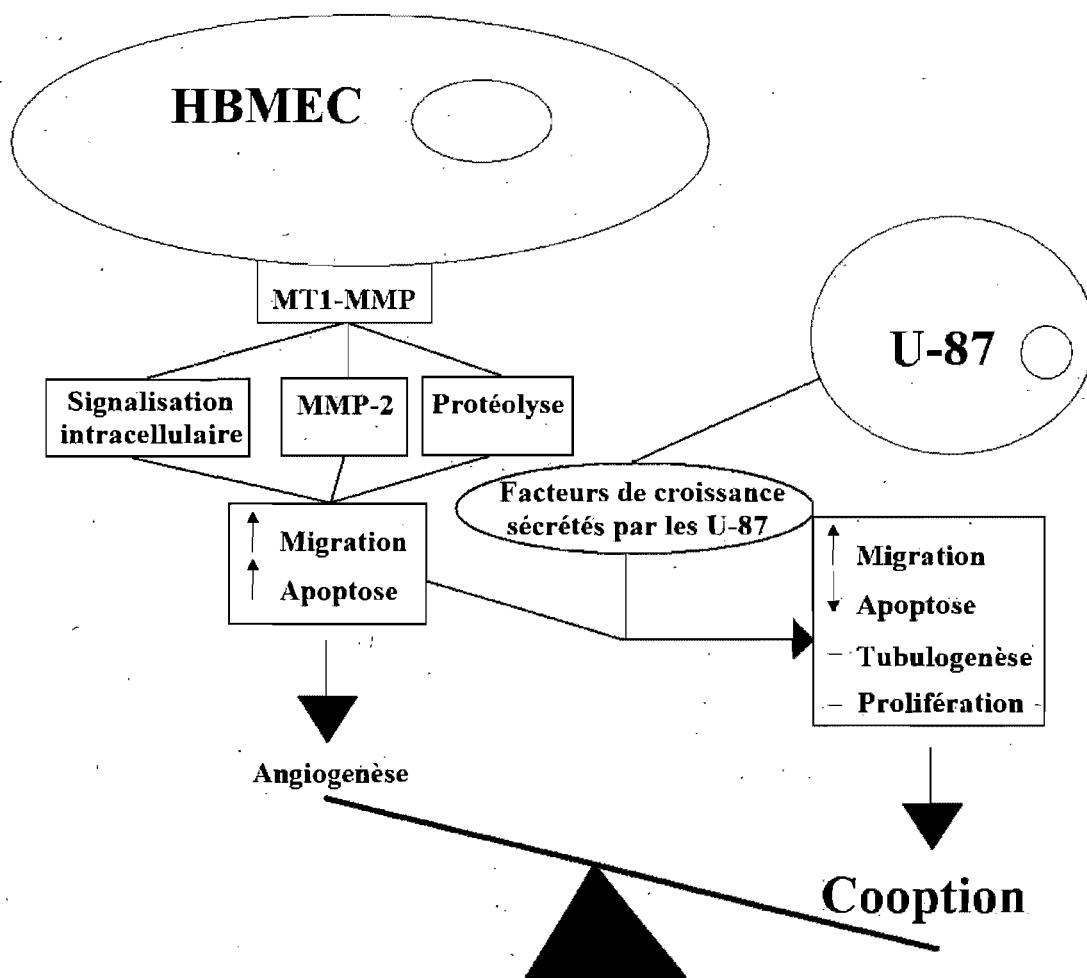 HBMEC
MT1-MMP
U-87
Signalisation
intracellulaire
MMP-2
Protéolyse
Facteurs de croissance
sécrétés par les U-87
Migration
Apoptose
Migration
Apoptose
– Tubulogenèse
– Prolifération
Angiogenèse
Cooption